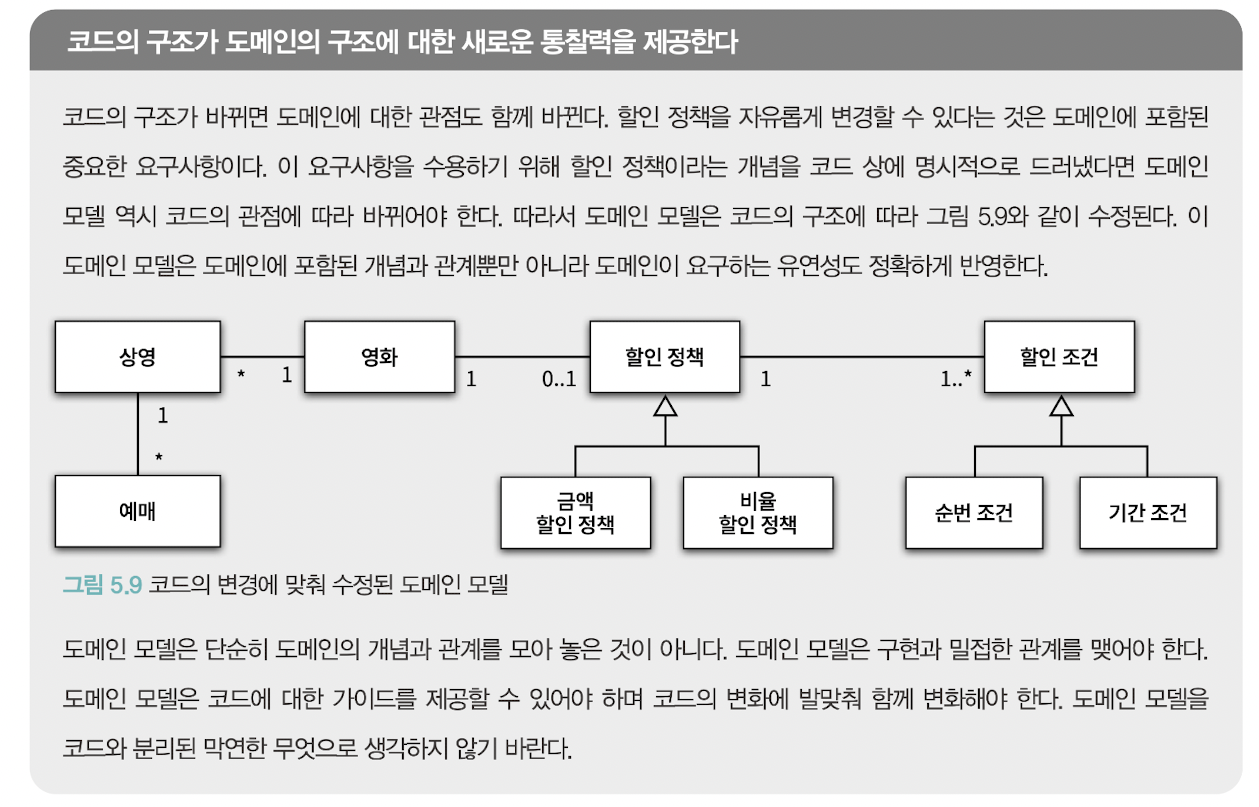 코드의 구조가 도메인의 구조에 대한 새로운 통찰력을 제공한다
코드의 구조가 바뀌면 도메인에 대한 관점도 함께 바뀐다. 할인 정책을 자유롭게 변경할 수 있다는 것은 도메인에 포함된
중요한 요구사항이다. 이 요구사항을 수용하기 위해 할인 정책이라는 개념을 코드 상에 명시적으로 드러냈다면 도메인
모델 역시 코드의 관점에 따라 바뀌어야 한다. 따라서 도메인 모델은 코드의 구조에 따라 그림 5.9와 같이 수정된다. 이
도메인 모델은 도메인에 포함된 개념과 관계뿐만 아니라 도메인이 요구하는 유연성도 정확하게 반영한다.
상영
*
1
영화
1
0..1
할인 정책
1
1..*
할인 조건
1
*
예매
금액
할인 정책
비율
할인 정책
순번 조건
기간 조건
그림 5.9 코드의 변경에 맞춰 수정된 도메인 모델
도메인 모델은 단순히 도메인의 개념과 관계를 모아 놓은 것이 아니다. 도메인 모델은 구현과 밀접한 관계를 맺어야 한다.
도메인 모델은 코드에 대한 가이드를 제공할 수 있어야 하며 코드의 변화에 발맞춰 함께 변화해야 한다. 도메인 모델을
코드와 분리된 막연한 무엇으로 생각하지 않기 바란다.